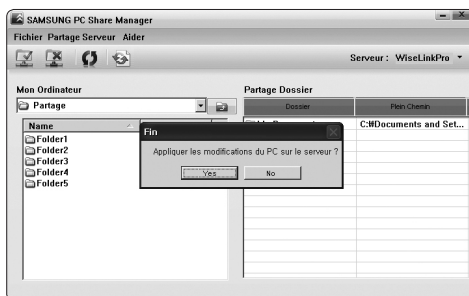 SAMSUNG PC Share Manager
Fichier Partage Serveur Aider
Serveur : WiseLinkPro
Mon Ordinateur
Partage Dossier
Partage
Dossier
Plein Chemin
Name
C:₩Documents and Set...
Folder1
Folder2
Folder3
Folder4
Folder5
Fin
Appliquer les modifications du PC sur le serveur ?
Yes
No